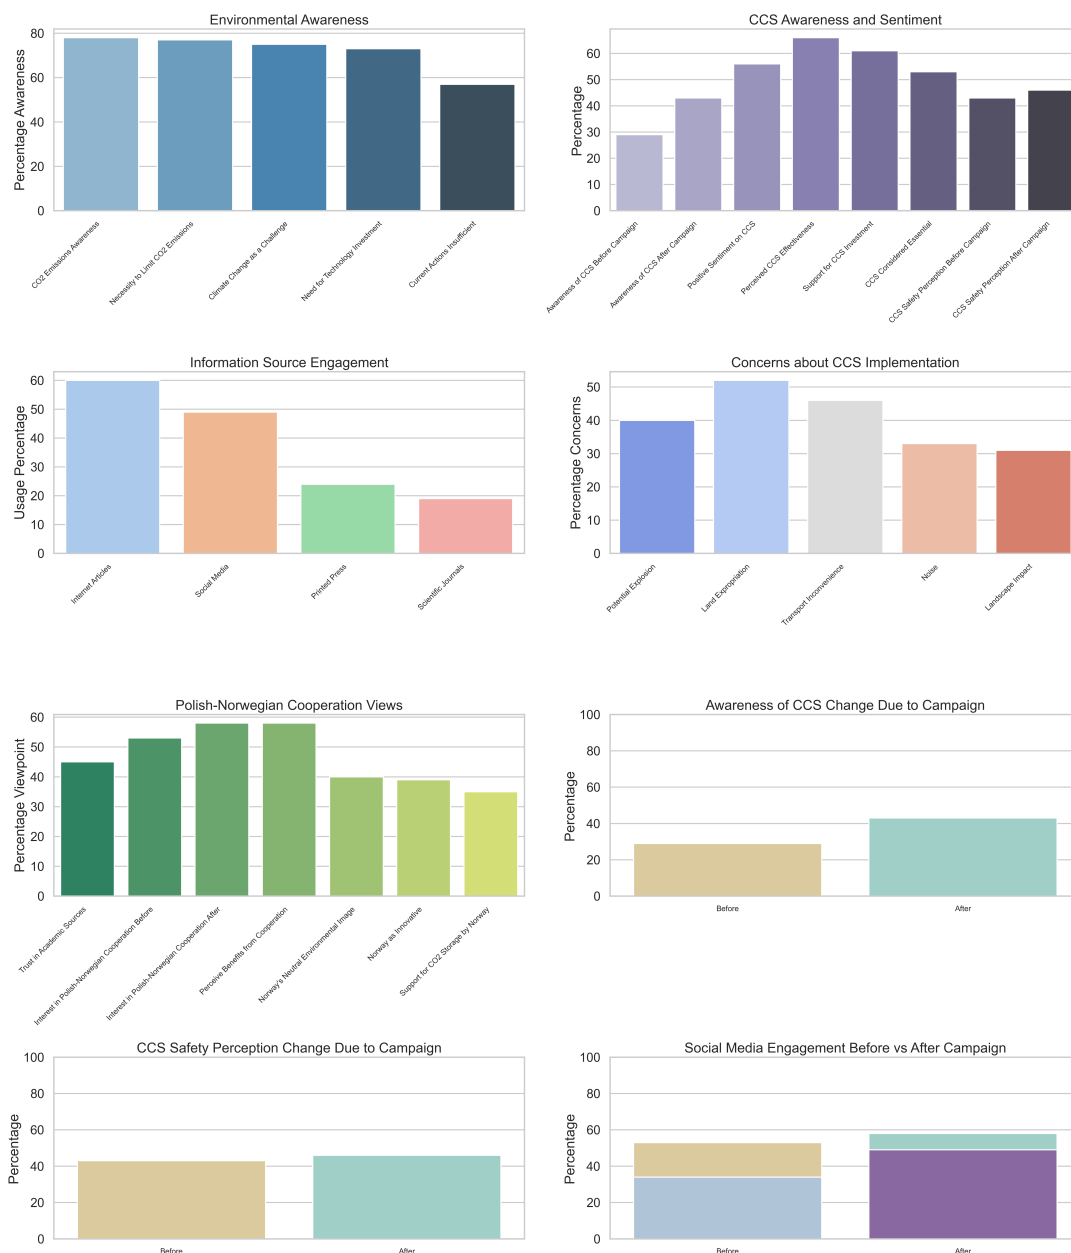 Environmental Awareness
Percentage Awareness
80
60
40
20
0
CO2 Emissions Awareness
Necessity to Limit CO2 Emissions
Climate Change as a Challenge
Need for Technology Investment
Current Actions Insufficient
CCS Awareness and Sentiment
Percentage
60
50
40
30
20
10
0
Awareness of CCS Before Campaign
Awareness of CCS After Campaign
Positive Sentiment on CCS
Perceived CCS Effectiveness
Support for CCS Investment
CCS Considered Essential
CCS Safety Perception Before Campaign
CCS Safety Perception After Campaign
Information Source Engagement
Usage Percentage
60
50
40
30
20
10
0
Internet Articles
Social Media
Printed Press
Scientific Journals
Concerns about CCS Implementation
Percentage Concerns
50
40
30
20
10
0
Potential Explosion
Land Expropriation
Transport Inconvenience
Noise
Landscape Impact
Polish-Norwegian Cooperation Views
Percentage Viewpoint
60
50
40
30
20
10
0
Trust in Academic Sources
Interest in Polish-Norwegian Cooperation Before
Interest in Polish-Norwegian Cooperation After
Perceive Benefits from Cooperation
Norway's Neutral Environmental Image
Norway as Innovative
Support for CO2 Storage by Norway
Awareness of CCS Change Due to Campaign
Percentage
100
80
60
40
20
0
Before
After
CCS Safety Perception Change Due to Campaign
Percentage
100
80
60
40
20
0
Before
After
Social Media Engagement Before vs After Campaign
Percentage
100
80
60
40
20
0
Before
After